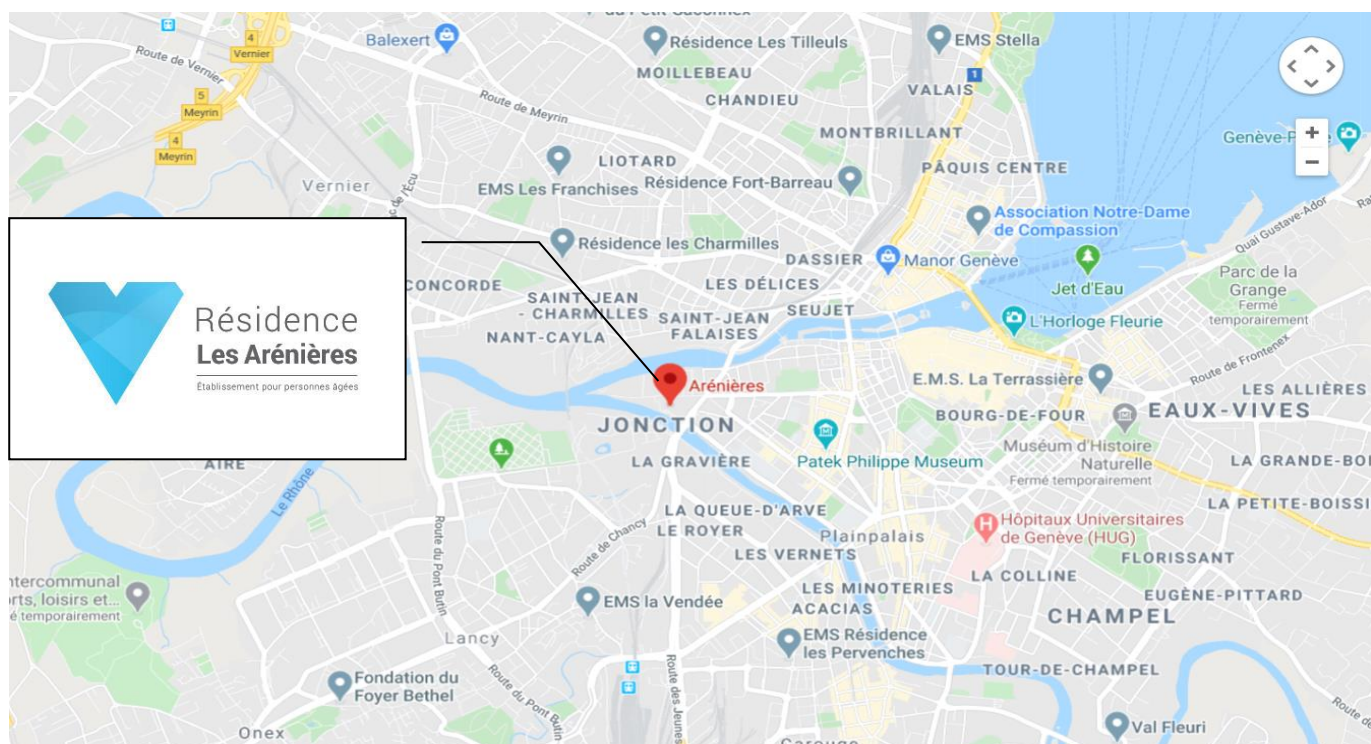 Résidence Les Tilleuls
EMS Stella
Balexert
4
Vernier
Route de Vernier
MOILLEBEAU
1
VALAIS
5
Meyrin
Route de Meyrin
CHANDIEU
4
Meyrin
MONTBRILLANT
LIOTARD
PÂQUIS CENTRE
Vernier
EMS Les Franchises
Résidence Fort-Barreau
Association Notre-Dame
de Compassion
Quai Gustave-Ador
Résidence les Charmilles
DASSIER
Manor Genève
Parc de la
Grange
Fermé
temporairement
CONCORDE
LES DÉLICES
Jet d'Eau
SAINT-JEAN
- CHARMILLES
SAINT-JEAN
FALAISES
SEUJET
L'Horloge Fleurie
NANT-CAYLA
Route de Frontenex
Résidence
Les Arénières
Établissement pour personnes âgées
Arénières
E.M.S. La Terrassière
LES ALLIÈRES
JONCTION
BOURG-DE-FOUR
EAUX-VIVES
LA GRAVIÈRE
Patek Philippe Museum
Muséum d'Histoire
Naturelle
Fermé temporairement
LA GRANDE-BOI
AIRE
Le Rhône
LA QUEUE-D'ARVE
LE ROYER
LA PETITE-BOISSI
Route du Pont Butin
Route de Chancy
Plainpalais
Hôpitaux Universitaires
de Genève (HUG)
LES VERNETS
FLORISSANT
ntercommunal
rts, loisirs et...
é temporairement
LES MINOTERIES
LA COLLINE
EUGÈNE-PITTARD
EMS la Vendée
ACACIAS
CHAMPEL
Lancy
EMS Résidence
les Pervenches
TOUR-DE-CHAMPEL
Fondation du
Foyer Bethel
Route du Pont Butin
Route des Jeunes
Onex
Val Fleuri